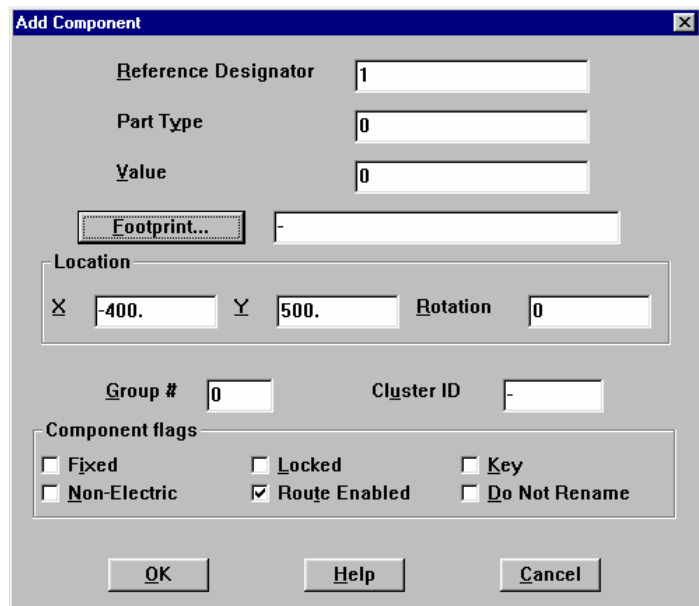 Add Component
Reference Designator 1
Part Type 0
Value 0
Footprint... -
Location
X -400. Y 500. Rotation 0
Group # 0 Cluster ID -
Component flags
Fixed Locked Key
Non-Electric Route Enabled Do Not Rename
OK Help Cancel